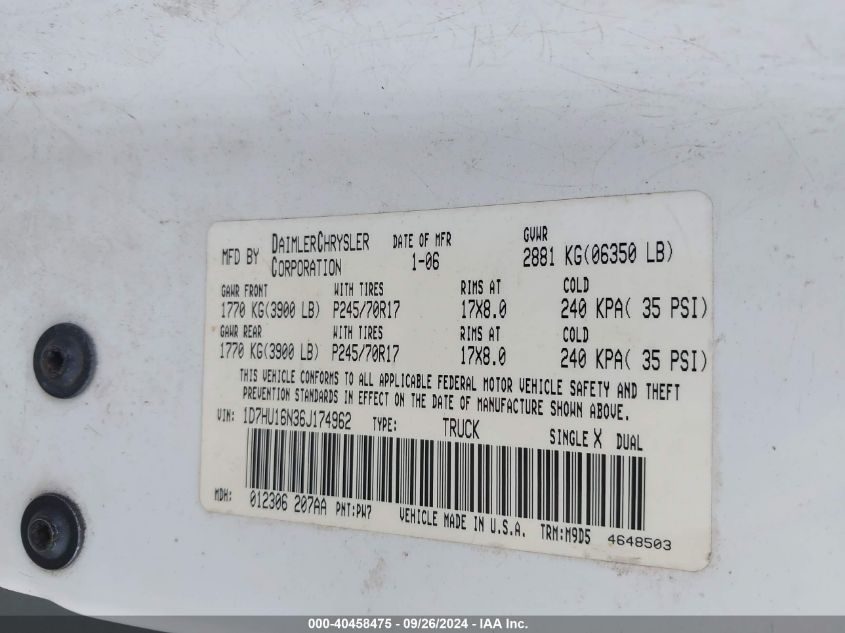 MFD BY DAIMLERCHRYSLER CORPORATION DATE OF MFR 1-06 GVWR 2881 KG(06350 LB)
GAWR FRONT WITH TIRES RIMS AT COLD
1770 KG(3900 LB) P245/70R17 17X8.0 240 KPA( 35 PSI)
GAWR REAR WITH TIRES RIMS AT COLD
1770 KG(3900 LB) P245/70R17 17X8.0 240 KPA( 35 PSI)
THIS VEHICLE CONFORMS TO ALL APPLICABLE FEDERAL MOTOR VEHICLE SAFETY AND THEFT
PREVENTION STANDARDS IN EFFECT ON THE DATE OF MANUFACTURE SHOWN ABOVE.
VIN: 1D7HU16N36J174962 TYPE: TRUCK SINGLE X DUAL
MDH: 012306 207AA PNT:PW7 VEHICLE MADE IN U.S.A. TRM:M9D5 4648503
000-40458475 - 09/26/2024 - IAA Inc.